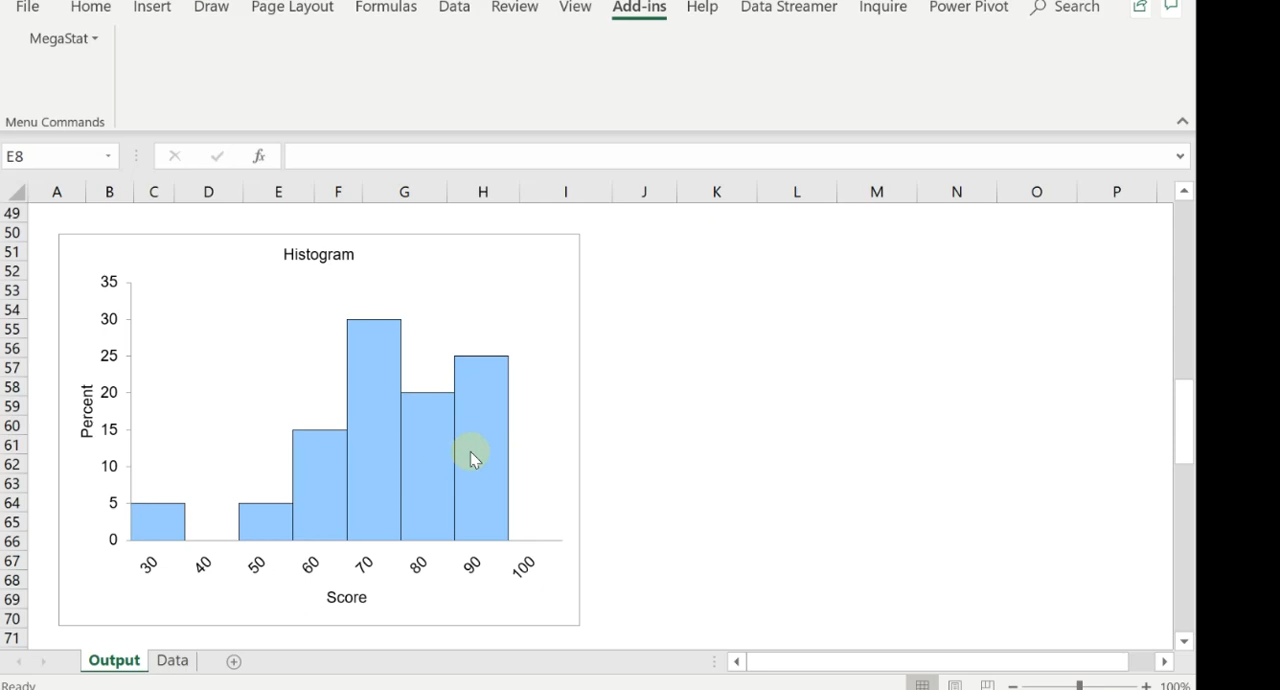 File Home Insert Draw Page Layout Formulas Data Review View Add-ins Help Data Streamer Inquire Power Pivot Search
MegaStat
Menu Commands
E8 fx
A B C D E F G H I J K L M N O P
49
50
51
52
53
54
55
56
57
58
59
60
61
62
63
64
65
66
67
68
69
70
71
Histogram
35
30
25
20
15
10
5
0
Percent
30 40 50 60 70 80 90 100
Score
Output Data
Ready 100%